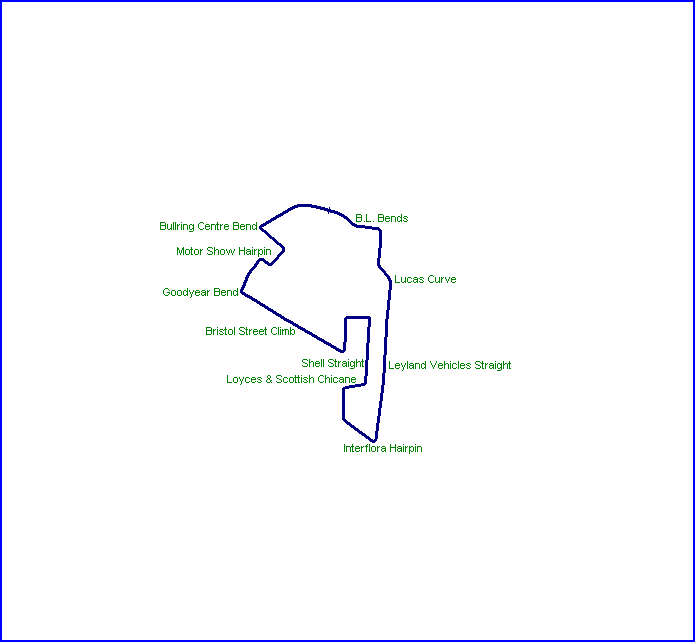 B.L. Bends
Bullring Centre Bend
Motor Show Hairpin
Lucas Curve
Goodyear Bend
Bristol Street Climb
Shell Straight
Leyland Vehicles Straight
Loyces & Scottish Chicane
Interflora Hairpin